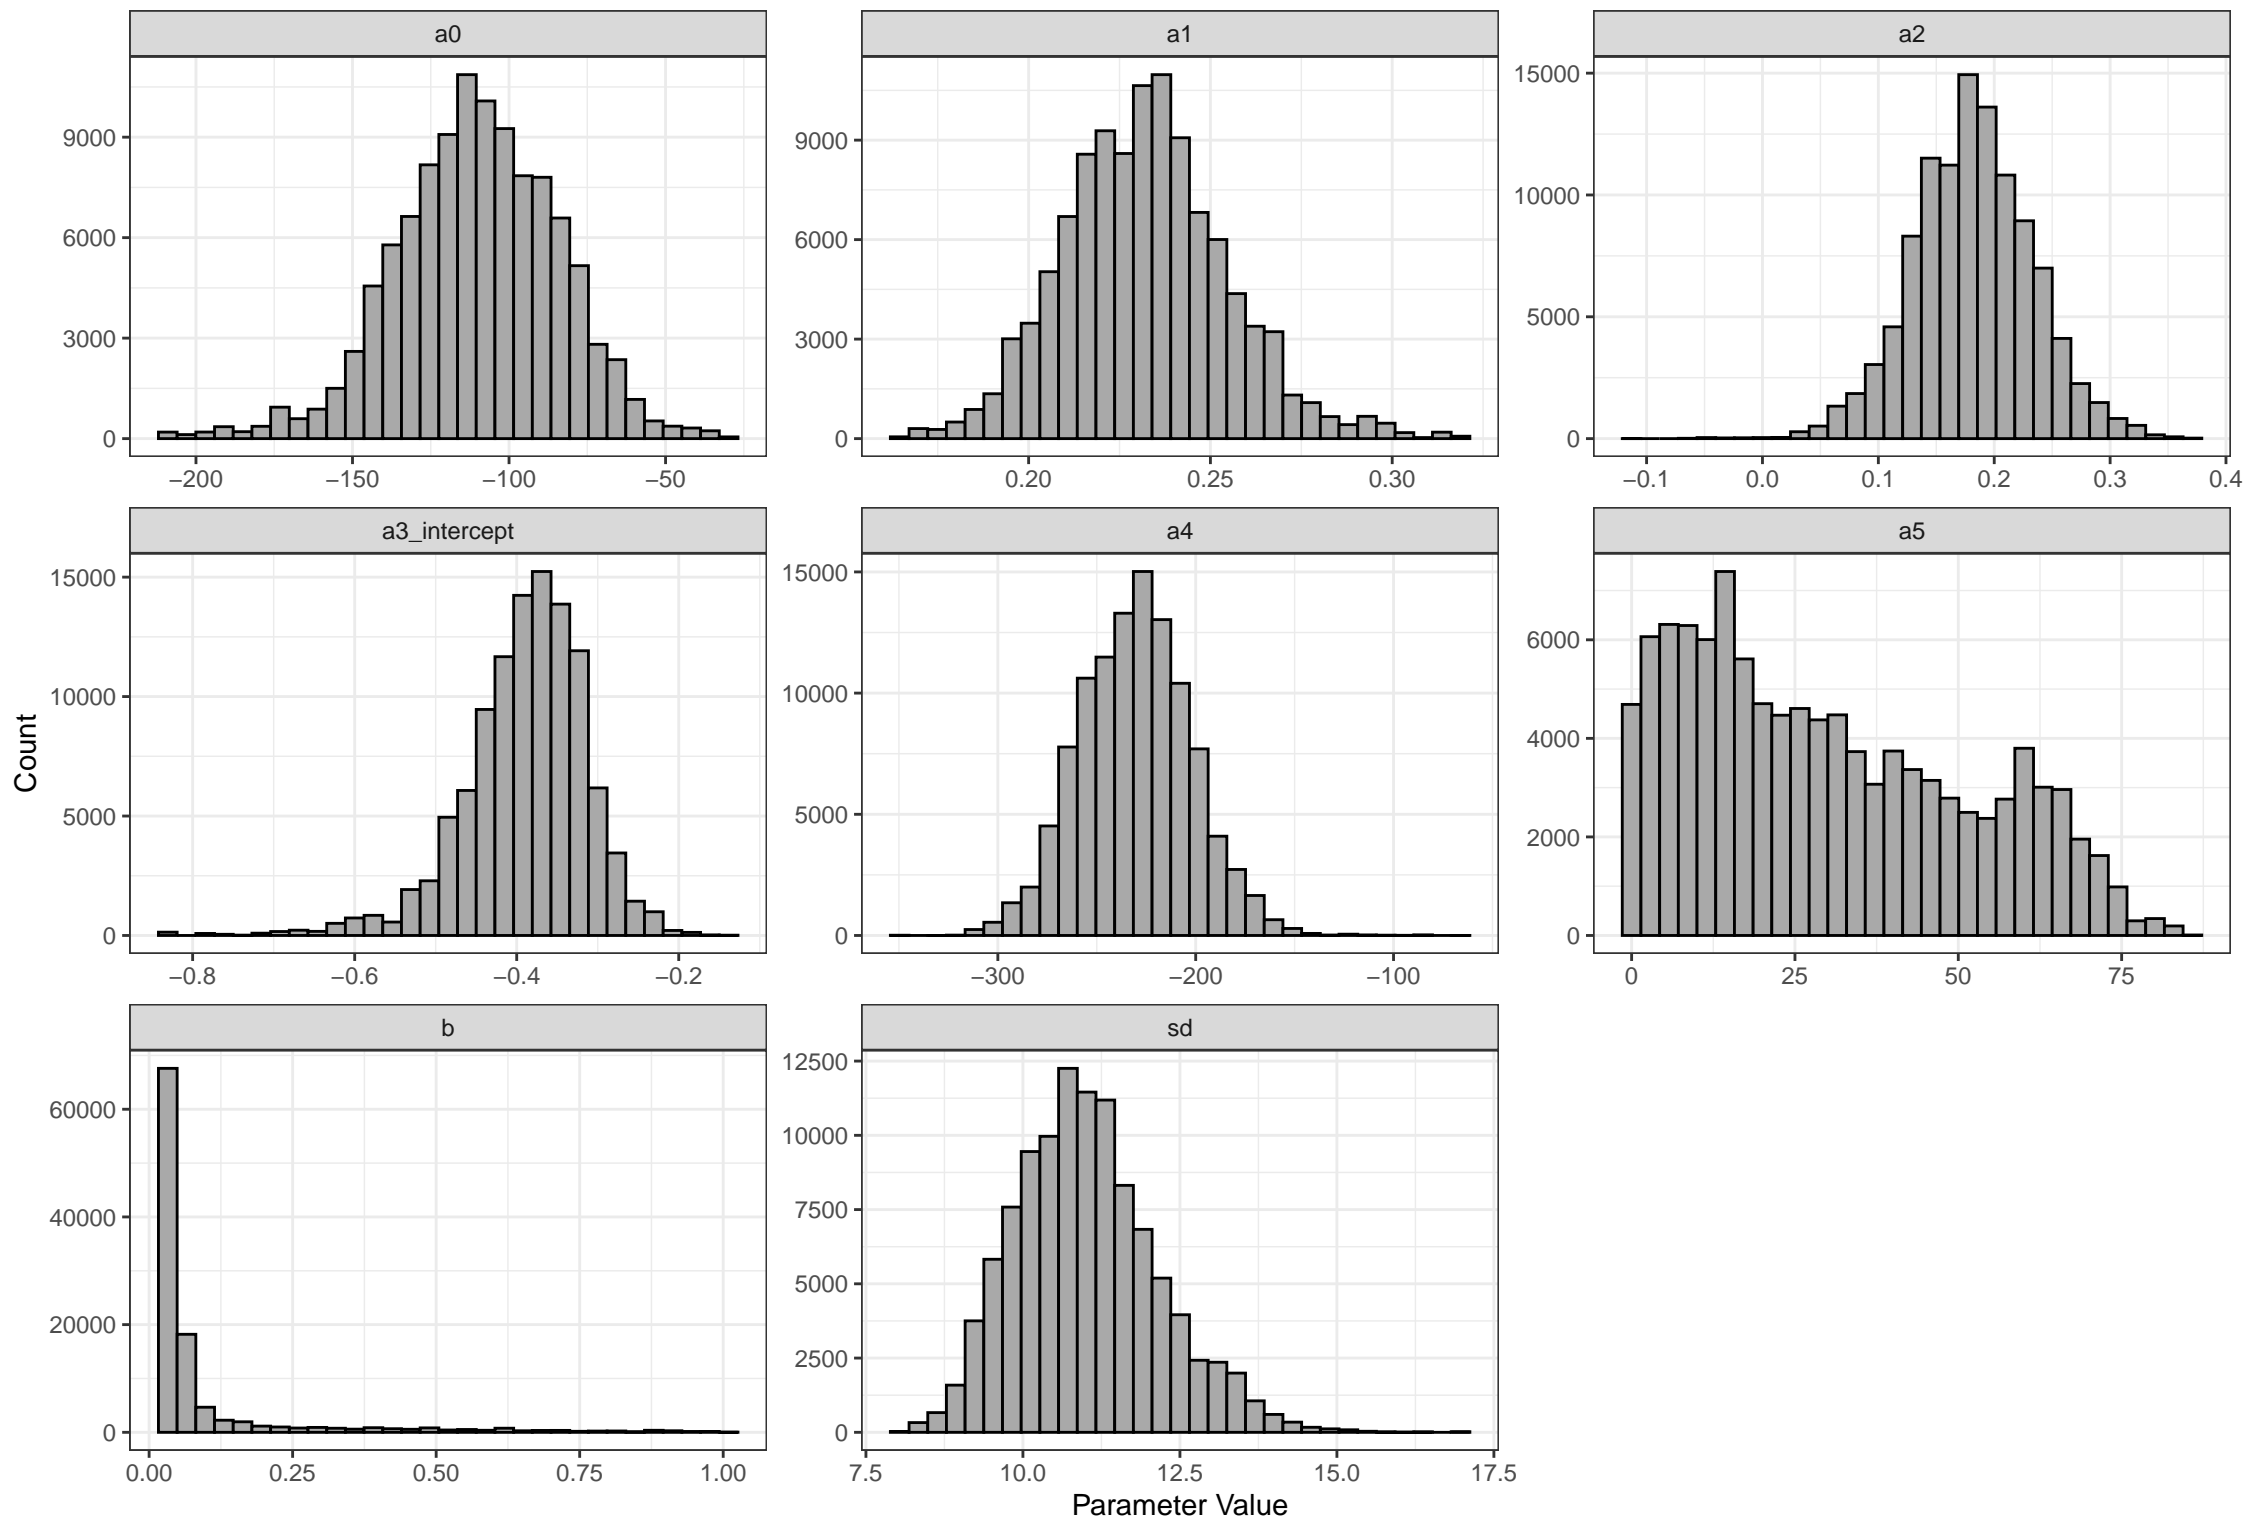 a0 a1 a2
9000 6000 3000 0
−200 −150 −100 −50
9000 6000 3000 0
0.20 0.25 0.30
15000 10000 5000 0
−0.1 0.0 0.1 0.2 0.3 0.4
a3_intercept a4 a5
15000 10000 5000 0
−0.8 −0.6 −0.4 −0.2
15000 10000 5000 0
−300 −200 −100
6000 4000 2000 0
0 25 50 75
b sd
60000 40000 20000 0
0.00 0.25 0.50 0.75 1.00
12500 10000 7500 5000 2500 0
7.5 10.0 12.5 15.0 17.5
Count
Parameter Value